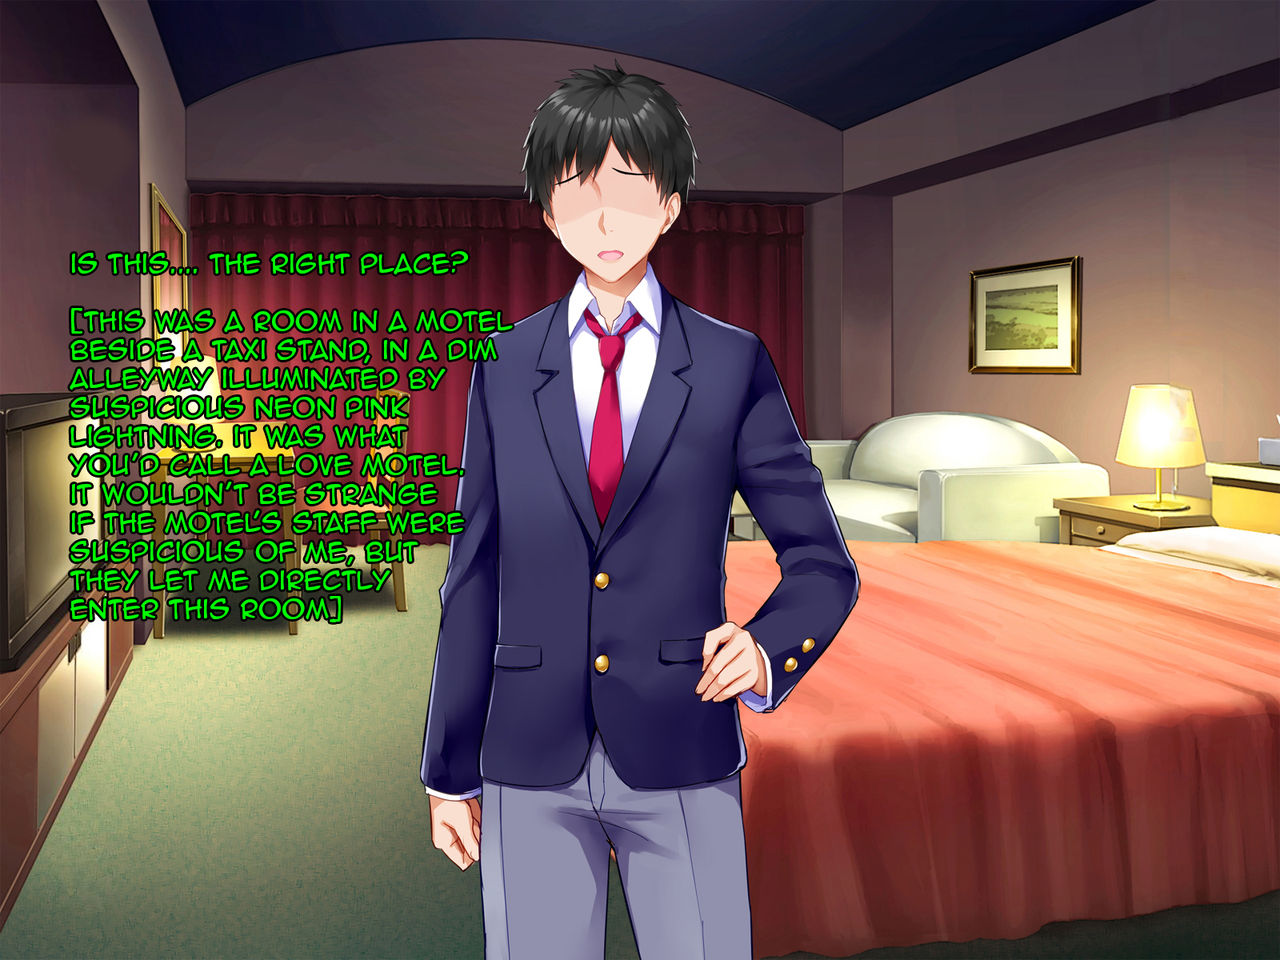 IS THIS.... THE RIGHT PLACE?
[THIS WAS A ROOM IN A MOTEL
BESIDE A TAXI STAND, IN A DIM
ALLEYWAY ILLUMINATED BY
SUSPICIOUS NEON PINK
LIGHTNING. IT WAS WHAT
YOU'D CALL A LOVE MOTEL.
IT WOULDN'T BE STRANGE
IF THE MOTEL'S STAFF WERE
SUSPICIOUS OF ME, BUT
THEY LET ME DIRECTLY
ENTER THIS ROOM]